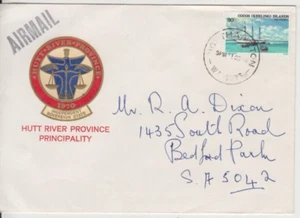 AIRMAIL
HUTT RIVER PROVINCE
1970
HUTT RIVER PROVINCE
PRINCIPALITY
COCOS (KEELING) ISLANDS
Mr. R. A. Dixon
1435 South Road
Bedford Park
S.A 5042